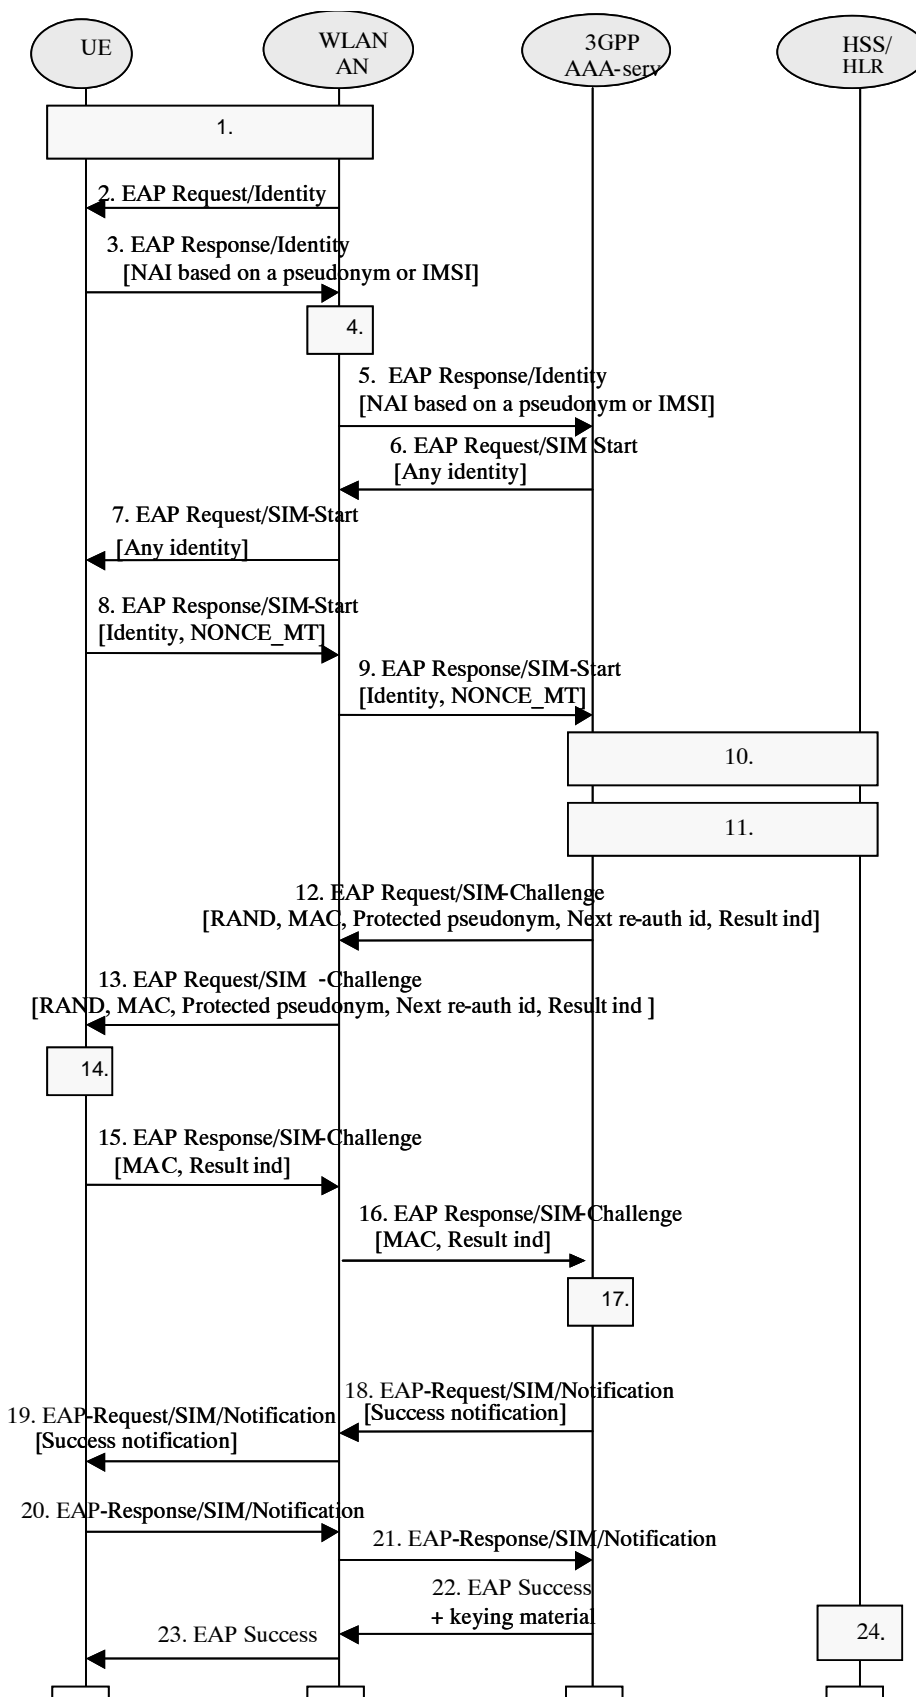 UE
WLAN
AN
3GPP
AAA-serv
HSS/
HLR
1.
2. EAP Request/Identity
3. EAP Response/Identity
[NAI based on a pseudonym or IMSI]
4.
5. EAP Response/Identity
[NAI based on a pseudonym or IMSI]
6. EAP Request/SIM Start
[Any identity]
7. EAP Request/SIM-Start
[Any identity]
8. EAP Response/SIM-Start
[Identity, NONCE_MT]
9. EAP Response/SIM-Start
[Identity, NONCE_MT]
10.
11.
12. EAP Request/SIM-Challenge
[RAND, MAC, Protected pseudonym, Next re-auth id, Result ind]
13. EAP Request/SIM -Challenge
[RAND, MAC, Protected pseudonym, Next re-auth id, Result ind ]
14.
15. EAP Response/SIM-Challenge
[MAC, Result ind]
16. EAP Response/SIM-Challenge
[MAC, Result ind]
17.
18. EAP-Request/SIM/Notification
[Success notification]
19. EAP-Request/SIM/Notification
[Success notification]
20. EAP-Response/SIM/Notification
21. EAP-Response/SIM/Notification
22. EAP Success
+ keying material
23. EAP Success
24.